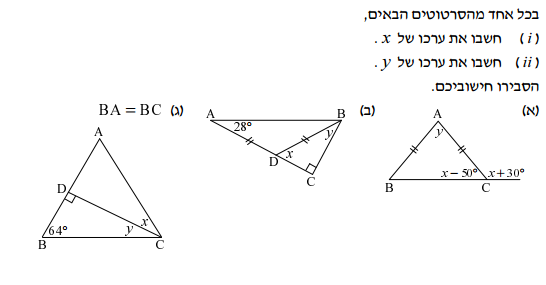 בכל אחד מהסרטוטים הבאים,
(i) חשבו את ערכו של x .
(ii) חשבו את ערכו של y .
הסבירו חישוביכם.
(א)
A
y
x – 50° x + 30°
B C
(ב)
A B
28° y
D x
C
(ג) BA = BC
A
D
64° y x
B C